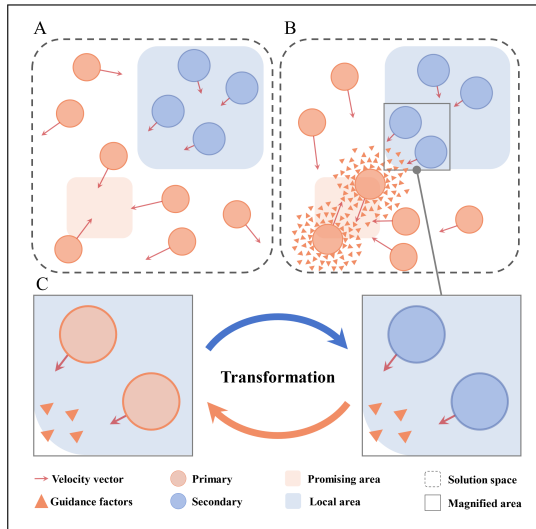 A
B
C
Transformation
Velocity vector
Primary
Promising area
Solution space
Guidance factors
Secondary
Local area
Magnified area